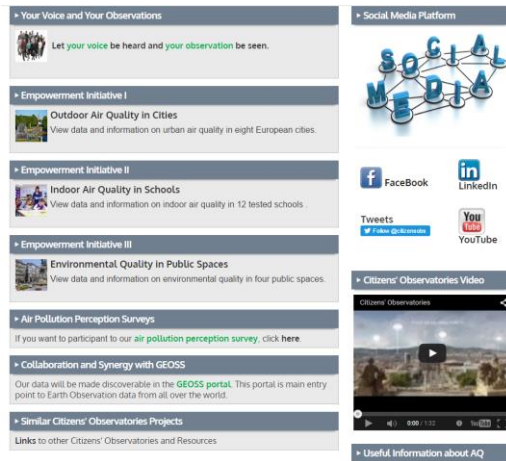 Your Voice and Your Observations
Let your voice be heard and your observation be seen.
Empowerment Initiative I
Outdoor Air Quality in Cities
View data and information on urban air quality in eight European cities.
Empowerment Initiative II
Indoor Air Quality in Schools
View data and information on indoor air quality in 12 tested schools .
Empowerment Initiative III
Environmental Quality in Public Spaces
View data and information on environmental quality in four public spaces.
Air Pollution Perception Surveys
If you want to participant to our air pollution perception survey, click here.
Collaboration and Synergy with GEOSS
Our data will be made discoverable in the GEOSS portal. This portal is main entry
point to Earth Observation data from all over the world.
Similar Citizens' Observatories Projects
Links to other Citizens' Observatories and Resources
Social Media Platform
SOCIAL
MEDIA
FaceBook
LinkedIn
Tweets
Follow @citizensobs
You
Tube
YouTube
Citizens' Observatories Video
Citizens' Observatories
0:00 / 1:32
YouTube
Useful Information about AQ